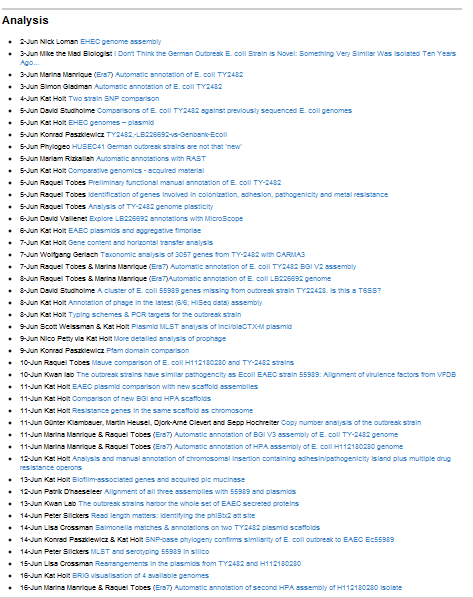 Analysis
2-Jun Nick Loman EHEC genome assembly
3-Jun Mike the Mad Biologist I Don't Think the German Outbreak E. coli Strain Is Novel: Something Very Similar Was Isolated Ten Years
Ago...
3-Jun Marina Manrique (Era7) Automatic annotation of E. coli TY2482
3-Jun Simon Gladman Automatic annotation of E. coli TY2482
4-Jun Kat Holt Two strain SNP comparison
5-Jun David Studholme Comparisons of E. coli TY2482 against previously sequenced E. coli genomes
5-Jun Kat Holt EHEC genomes – plasmid
5-Jun Konrad Paszkiewicz TY2482,-LB226692-vs-Genbank-Ecoli
5-Jun Phylogeo HUSEC41 German outbreak strains are not that 'new'
5-Jun Mariam Rizkallah Automatic annotations with RAST
5-Jun Kat Holt Comparative genomics - acquired material
5-Jun Raquel Tobes Preliminary functional manual annotation of E. coli TY-2482
5-Jun Raquel Tobes Identification of genes involved in colonization, adhesion, pathogenicity and metal resistance
5-Jun Raquel Tobes Analysis of TY-2482 genome plasticity
6-Jun David Vallenet Explore LB226692 annotations with MicroScope
6-Jun Kat Holt EAEC plasmids and aggregative fimbriae
7-Jun Kat Holt Gene content and horizontal transfer analysis
7-Jun Wolfgang Gerlach Taxonomic analysis of 3057 genes from TY-2482 with CARMA3
7-Jun Raquel Tobes & Marina Manrique (Era7) Automatic annotation of E. coli TY2482 BGI V2 assembly
7-Jun Raquel Tobes & Marina Manrique (Era7)Automatic annotation of E. coli LB226692 genome
8-Jun David Studholme A cluster of E. coli 55989 genes missing from outbreak strain TY22428. Is this a T6SS?
8-Jun Kat Holt Annotation of phage in the latest (6/6; HiSeq data) assembly
8-Jun Kat Holt Typing schemes & PCR targets for the outbreak strain
9-Jun Scott Weissman & Kat Holt Plasmid MLST analysis of IncI/blaCTX-M plasmid
9-Jun Nico Petty via Kat Holt More detailed analysis of prophage
9-Jun Konrad Paszkiewicz Pfam domain comparison
10-Jun Raquel Tobes Mauve comparison of E. coli H112180280 and TY-2482 strains
10-Jun Kwan lab The outbreak strains have similar pathogenicity as Ecoli EAEC strain 55989: Alignment of virulence factors from VFDB
11-Jun Kat Holt EAEC plasmid comparison with new scaffold assemblies
11-Jun Kat Holt Comparison of new BGI and HPA scaffolds
11-Jun Kat Holt Resistance genes in the same scaffold as chromosome
11-Jun Günter Klambauer, Martin Heusel, Djork-Arné Clevert and Sepp Hochreiter Copy number analysis of the outbreak strain
11-Jun Marina Manrique & Raquel Tobes (Era7) Automatic annotation of BGI V3 assembly of E. coli TY-2482 genome
11-Jun Marina Manrique & Raquel Tobes (Era7) Automatic annotation of HPA assembly of E. coli H112180280 genome
12-Jun Kat Holt Analysis and manual annotation of chromosomal insertion containing adhesin/pathogenicity island plus multiple drug
resistance operons
13-Jun Kat Holt Biofilm-associated genes and acquired pic mucinase
12-Jun Patrik D'haeseleer Alignment of all three assemblies with 55989 and plasmids
13-Jun Kwan Lab The outbreak strains harbor the whole set of EAEC secreted proteins
14-Jun Peter Slickers Read length matters: identifying the phiStx2 att site
14-Jun Lisa Crossman Salmonella matches & annotations on two TY2482 plasmid scaffolds
14-Jun Konrad Paszkiewicz & Kat Holt SNP-base phylogeny confirms similarity of E. coli outbreak to EAEC Ec55989
14-Jun Peter Slickers MLST and serotyping 55989 in silico
15-Jun Lisa Crossman Rearrangements in the plasmids from TY2482 and H112180280
16-Jun Kat Holt BRIG visualisation of 4 available genomes
16-Jun Marina Manrique & Raquel Tobes (Era7) Automatic annotation of second HPA assembly of H112180280 isolate